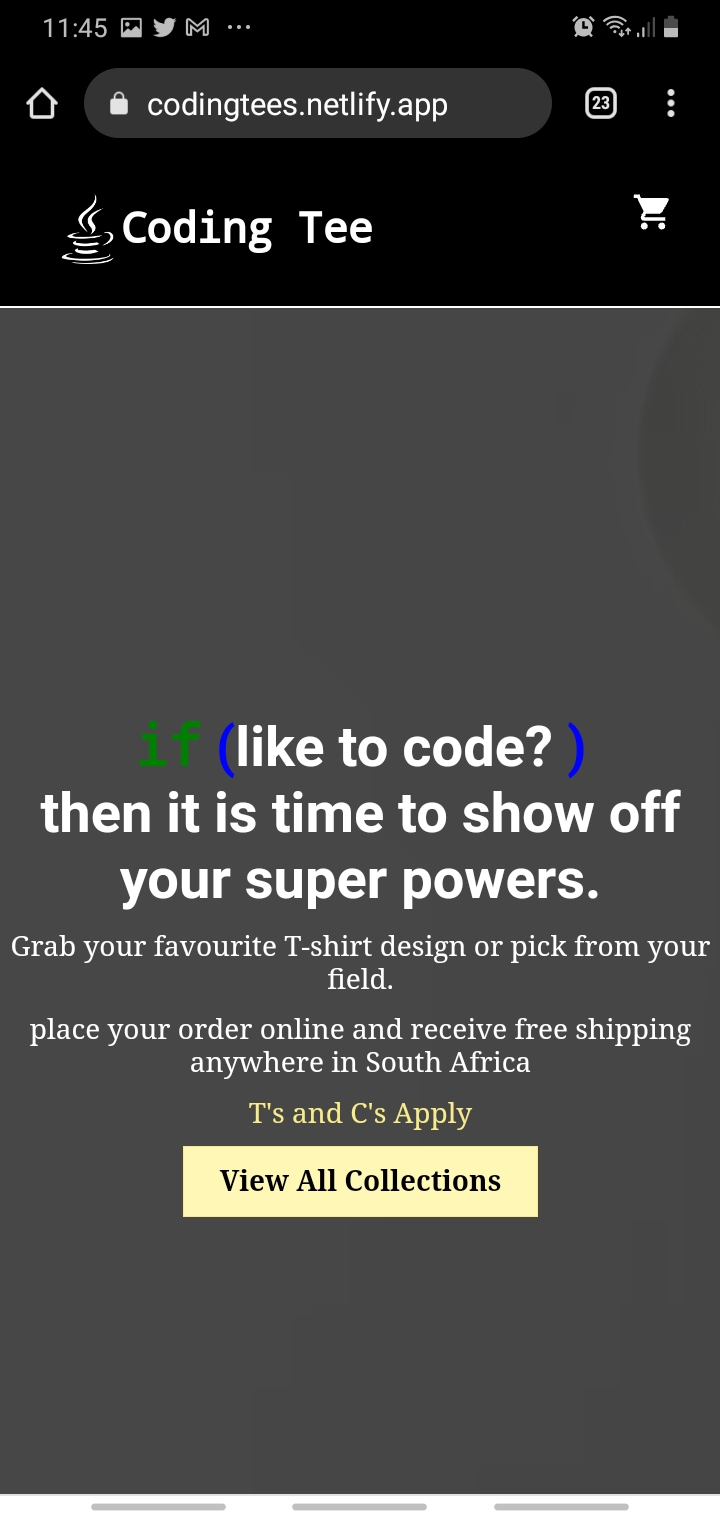 11:45
codingtees.netlify.app
23
Coding Tee
if (like to code? )
then it is time to show off
your super powers.
Grab your favourite T-shirt design or pick from your
field.
place your order online and receive free shipping
anywhere in South Africa
T's and C's Apply
View All Collections